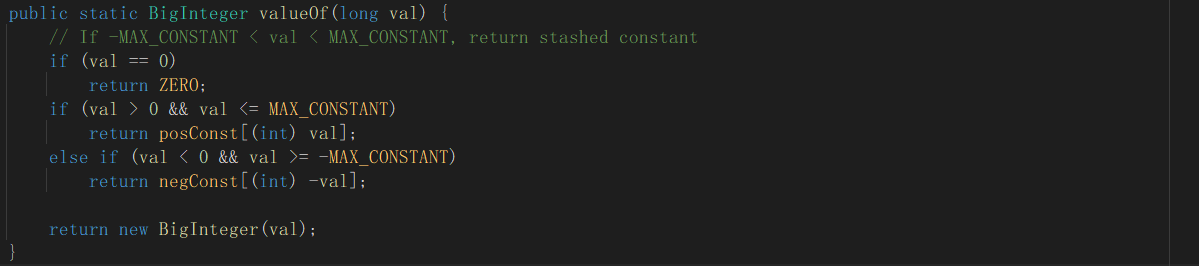 public static BigInteger valueOf(long val) {
    // If -MAX_CONSTANT < val < MAX_CONSTANT, return stashed constant
    if (val == 0)
        return ZERO;
    if (val > 0 && val <= MAX_CONSTANT)
        return posConst[(int) val];
    else if (val < 0 && val >= -MAX_CONSTANT)
        return negConst[(int) -val];

    return new BigInteger(val);
}